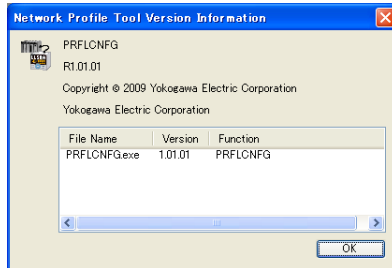 Network Profile Tool Version Information
PRFLCNFG
R1.01.01
Copyright © 2009 Yokogawa Electric Corporation
Yokogawa Electric Corporation
File Name Version Function
PRFLCNFG.exe 1.01.01 PRFLCNFG
OK